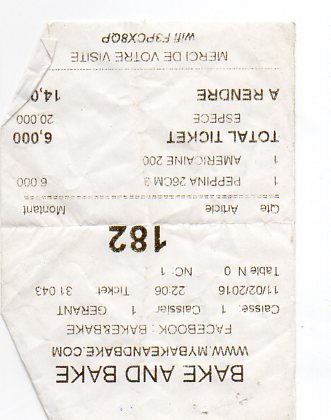 BAKE AND BAKE
WWW.MYBAKEANDBAKE.COM
FACEBOOK : BAKE&BAKE
Caisse: 1 Caissier 1 GERANT
11/02/2016 22:06 Ticket 31 043
Table N 0 NC: 1
182
Qte Article Montant
1 PEPPINA 26CM 3 6 000
1 AMERICAINE 200
TOTAL TICKET 6,000
ESPECE 20.000
A RENDRE 14,0
MERCI DE VOTRE VISITE
Wifi F3PCX8QP